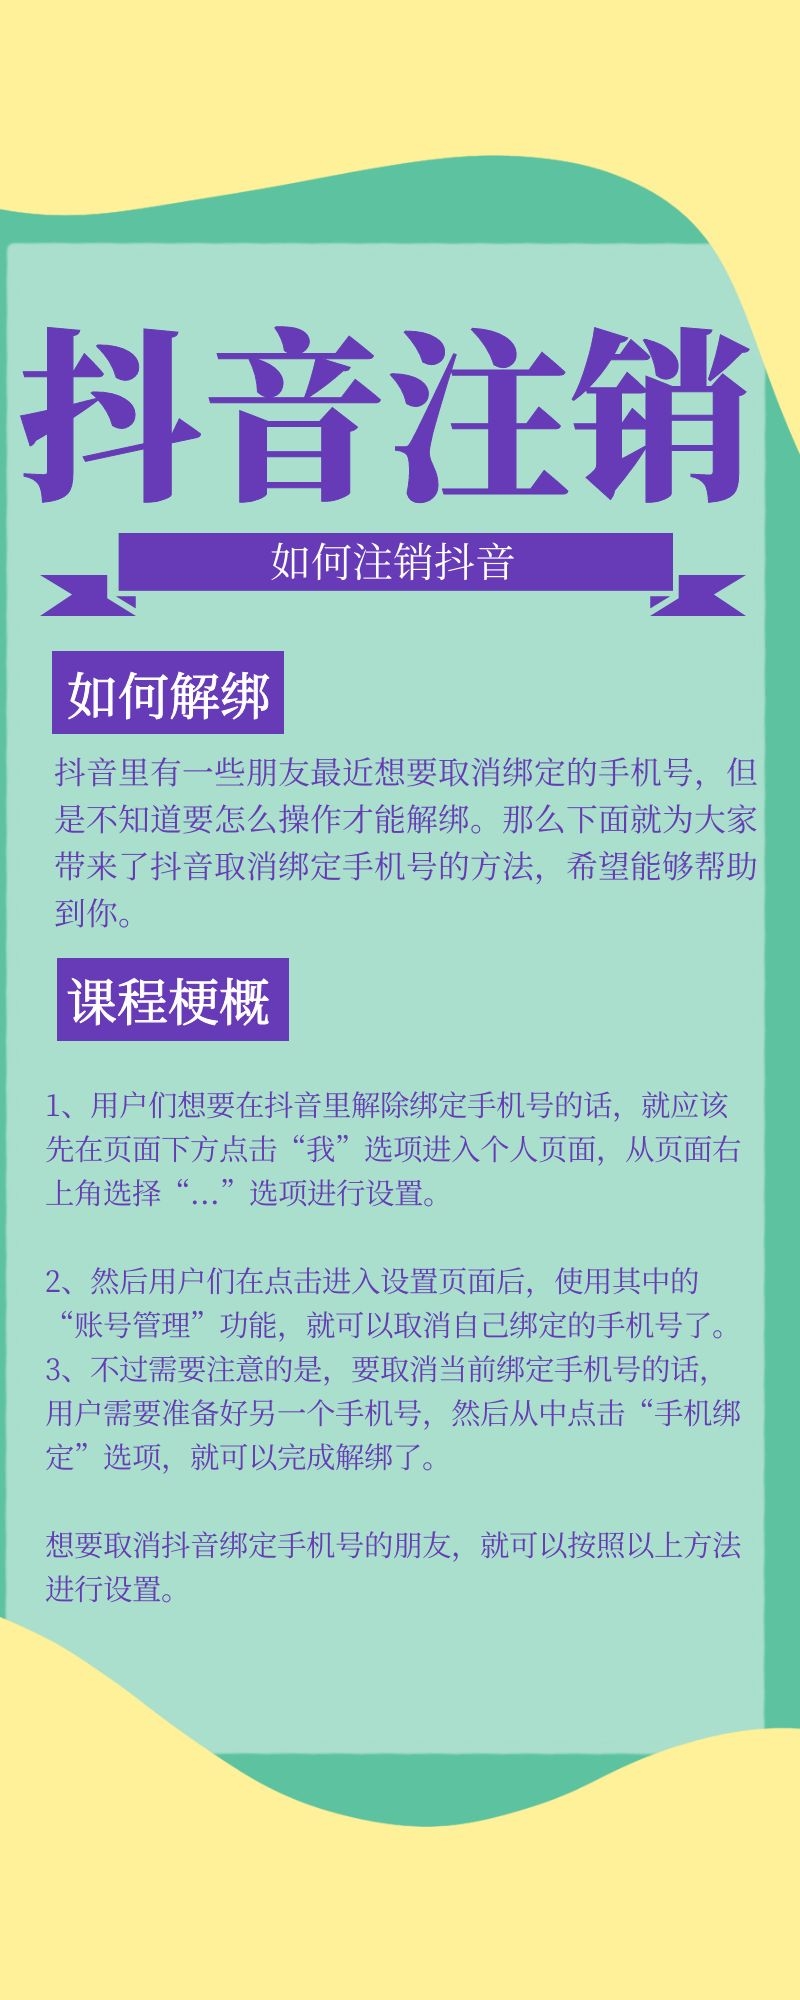 抖音注销
如何注销抖音
如何解绑
抖音里有一些朋友最近想要取消绑定的手机号，但
是不知道要怎么操作才能解绑。那么下面就为大家
带来了抖音取消绑定手机号的方法，希望能够帮助
到你。
课程梗概
1、用户们想要在抖音里解除绑定手机号的话，就应该
先在页面下方点击“我”选项进入个人页面，从页面右
上角选择“...”选项进行设置。
2、然后用户们在点击进入设置页面后，使用其中的
“账号管理”功能，就可以取消自己绑定的手机号了。
3、不过需要注意的是，要取消当前绑定手机号的话，
用户需要准备好另一个手机号，然后从中点击“手机绑
定”选项，就可以完成解绑了。
想要取消抖音绑定手机号的朋友，就可以按照以上方法
进行设置。